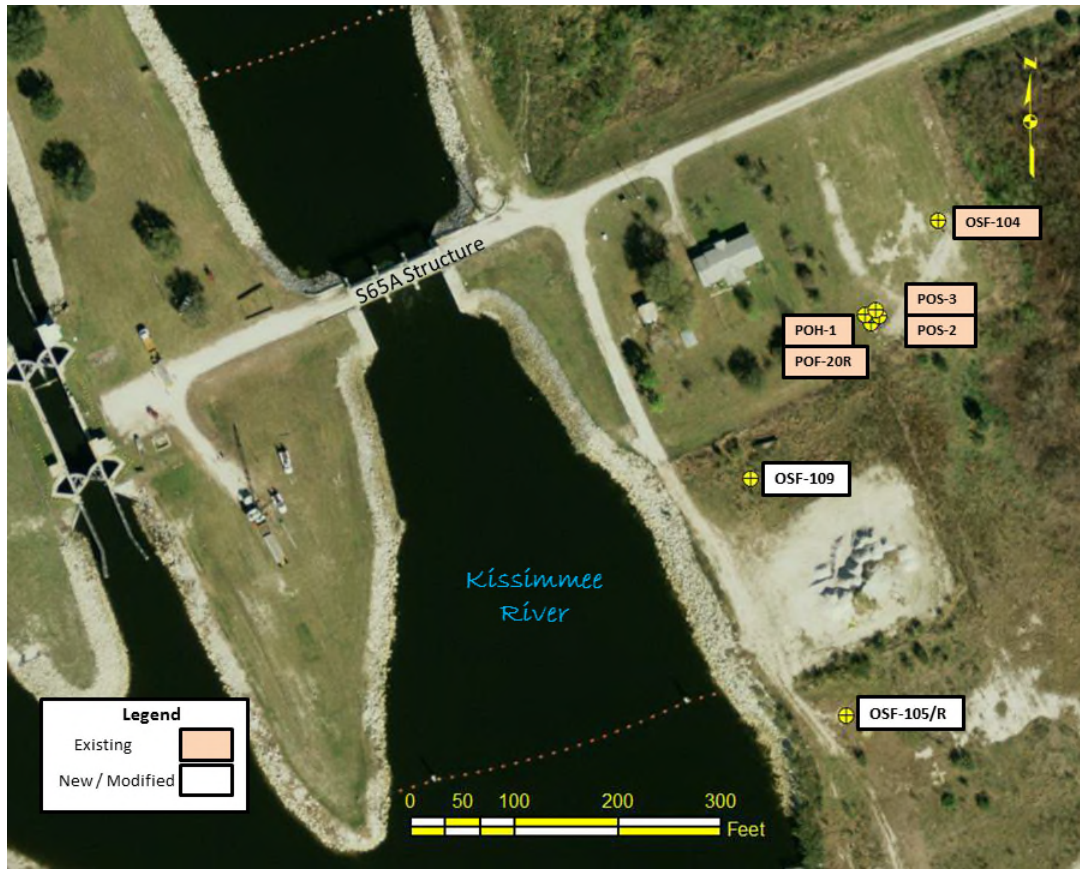 N
OSF-104
S65A Structure
POS-3
POH-1
POS-2
POF-20R
OSF-109
Kissimmee
River
Legend
Existing
New / Modified
OSF-105/R
0 50 100 200 300
Feet